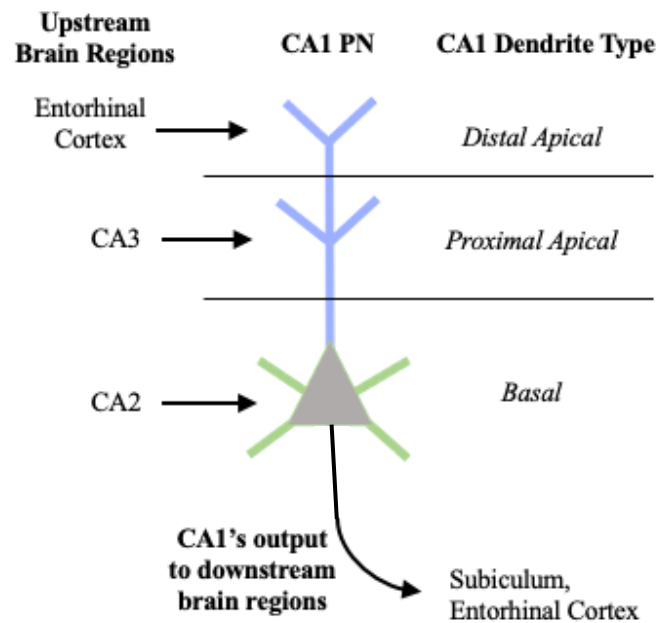 Upstream
Brain Regions
CA1 PN
CA1 Dendrite Type
Entorhinal
Cortex
Distal Apical
CA3
Proximal Apical
CA2
Basal
CA1's output
to downstream
brain regions
Subiculum,
Entorhinal Cortex